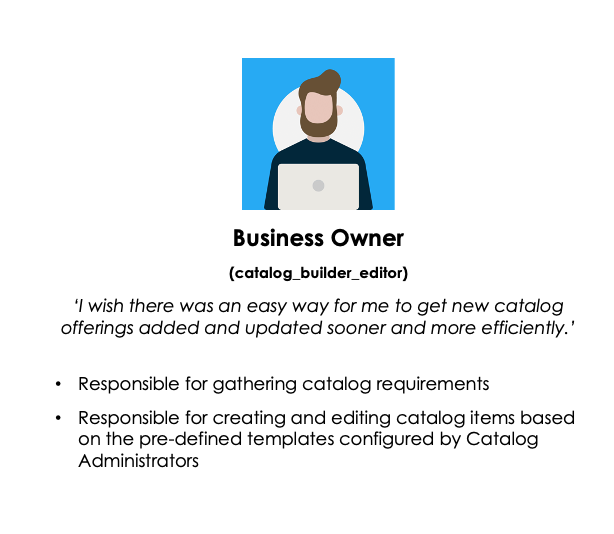 Business Owner
(catalog_builder_editor)
‘I wish there was an easy way for me to get new catalog
offerings added and updated sooner and more efficiently.’
• Responsible for gathering catalog requirements
• Responsible for creating and editing catalog items based
on the pre-defined templates configured by Catalog
Administrators